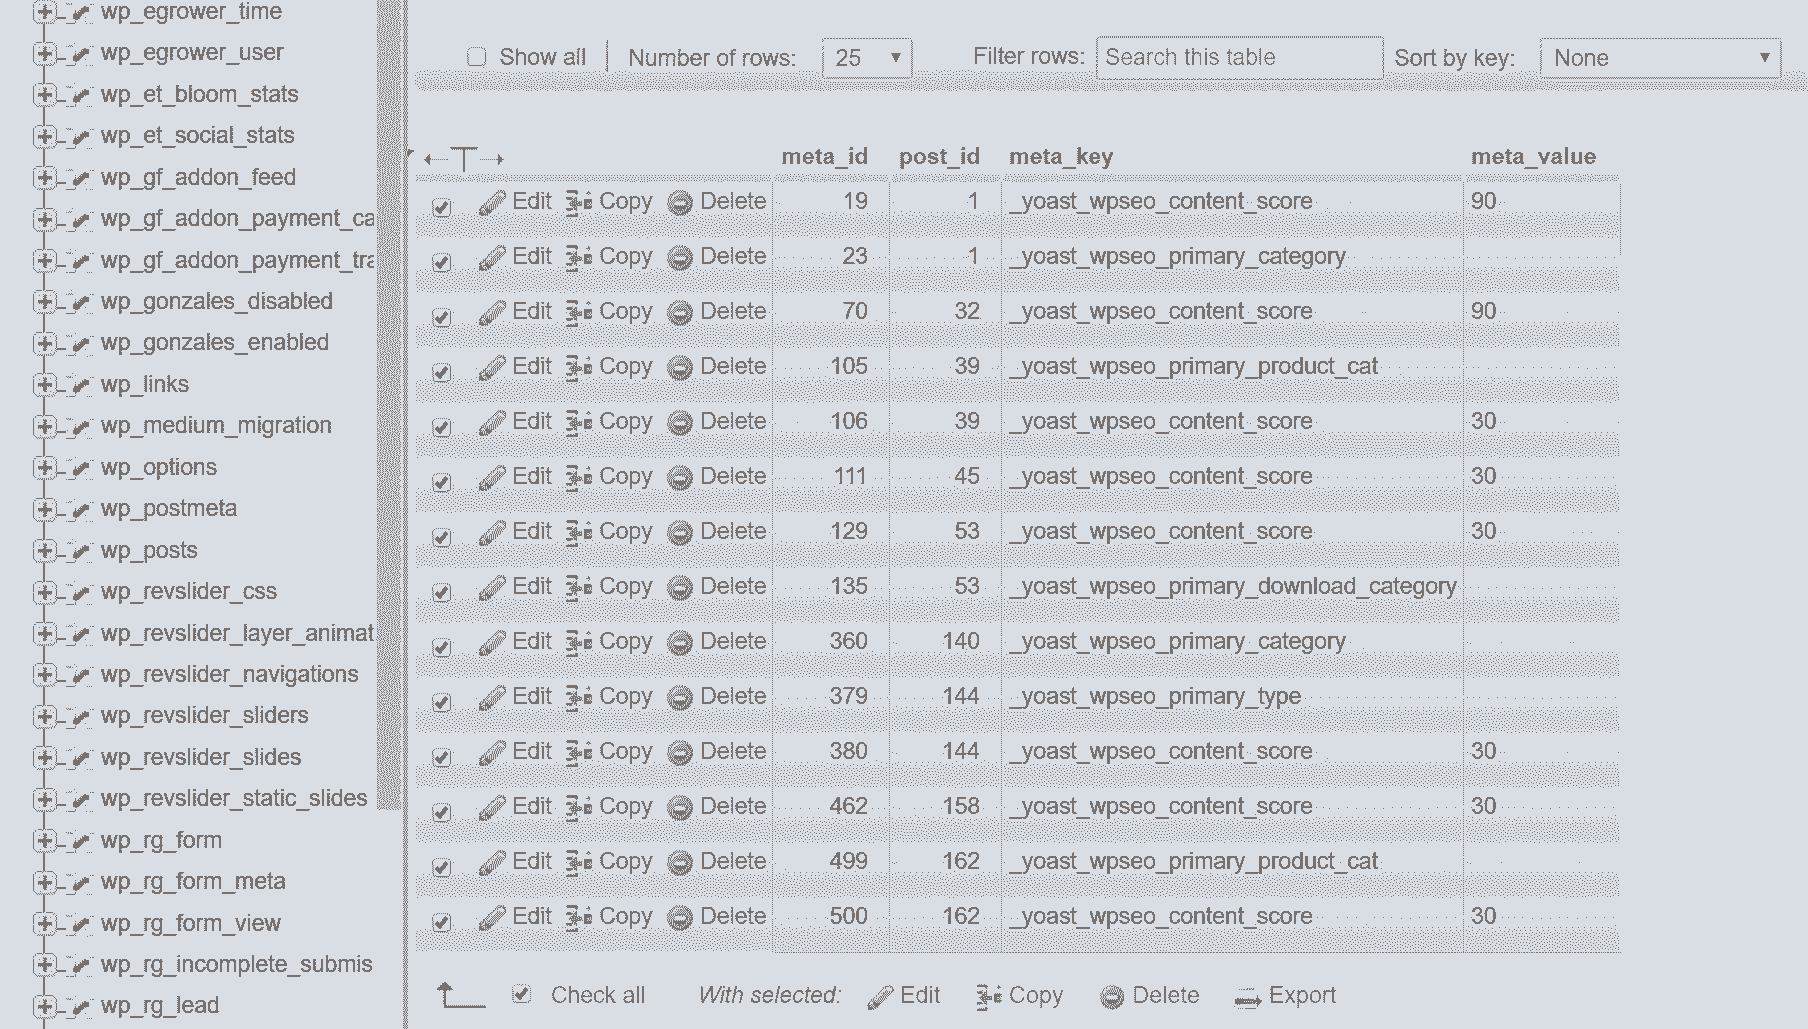 wp_egrower_time
wp_egrower_user
wp_et_bloom_stats
wp_et_social_stats
wp_gf_addon_feed
wp_gf_addon_payment_ca
wp_gf_addon_payment_tra
wp_gonzales_disabled
wp_gonzales_enabled
wp_links
wp_medium_migration
wp_options
wp_postmeta
wp_posts
wp_revslider_css
wp_revslider_layer_animat
wp_revslider_navigations
wp_revslider_sliders
wp_revslider_slides
wp_revslider_static_slides
wp_rg_form
wp_rg_form_meta
wp_rg_form_view
wp_rg_incomplete_submis
wp_rg_lead
Show all Number of rows: 25 Filter rows: Search this table Sort by key: None
meta_id post_id meta_key meta_value
Edit Copy Delete 19 1 _yoast_wpseo_content_score 90
Edit Copy Delete 23 1 _yoast_wpseo_primary_category
Edit Copy Delete 70 32 _yoast_wpseo_content_score 90
Edit Copy Delete 105 39 _yoast_wpseo_primary_product_cat
Edit Copy Delete 106 39 _yoast_wpseo_content_score 30
Edit Copy Delete 111 45 _yoast_wpseo_content_score 30
Edit Copy Delete 129 53 _yoast_wpseo_content_score 30
Edit Copy Delete 135 53 _yoast_wpseo_primary_download_category
Edit Copy Delete 360 140 _yoast_wpseo_primary_category
Edit Copy Delete 379 144 _yoast_wpseo_primary_type
Edit Copy Delete 380 144 _yoast_wpseo_content_score 30
Edit Copy Delete 462 158 _yoast_wpseo_content_score 30
Edit Copy Delete 499 162 _yoast_wpseo_primary_product_cat
Edit Copy Delete 500 162 _yoast_wpseo_content_score 30
Check all With selected: Edit Copy Delete Export